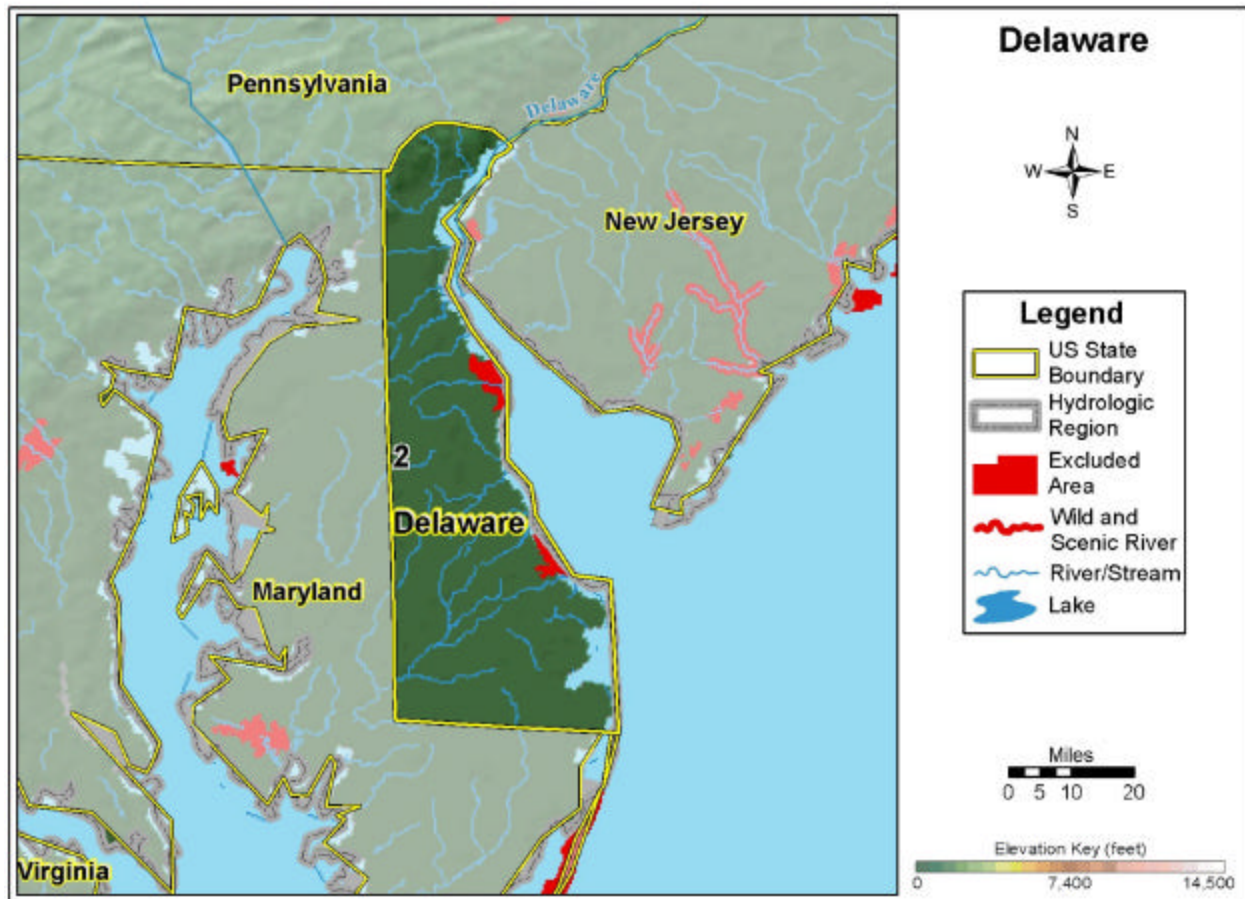 Delaware
Pennsylvania
Delaware
New Jersey
2
Delaware
Maryland
Virginia
N
W
E
S
Legend
US State
Boundary
Hydrologic
Region
Excluded
Area
Wild and
Scenic River
River/Stream
Lake
Miles
0 5 10 20
Elevation Key (feet)
0 7,400 14,500